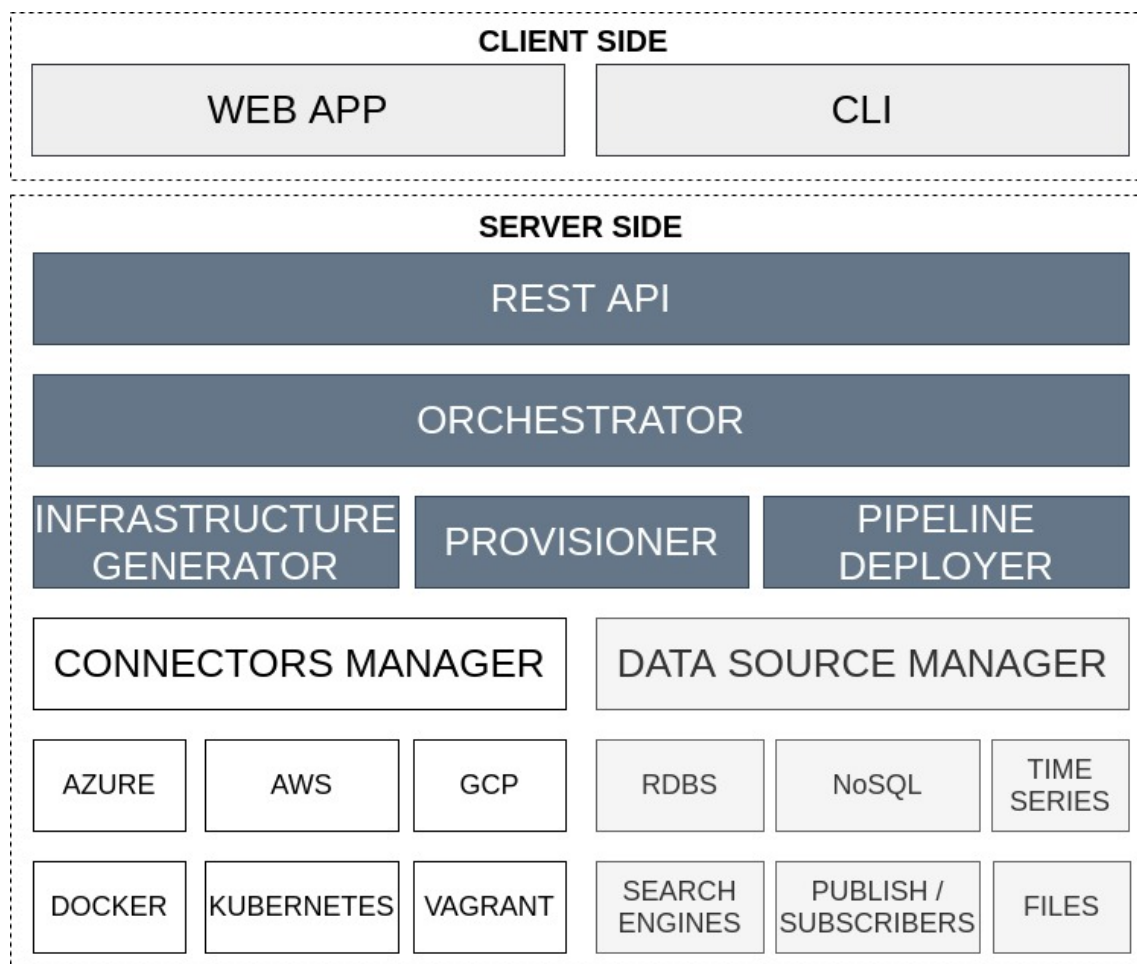 CLIENT SIDE
WEB APP
CLI
SERVER SIDE
REST API
ORCHESTRATOR
INFRASTRUCTURE
GENERATOR
PROVISIONER
PIPELINE
DEPLOYER
CONNECTORS MANAGER
DATA SOURCE MANAGER
AZURE
AWS
GCP
RDBS
NoSQL
TIME
SERIES
DOCKER
KUBERNETES
VAGRANT
SEARCH
ENGINES
PUBLISH /
SUBSCRIBERS
FILES